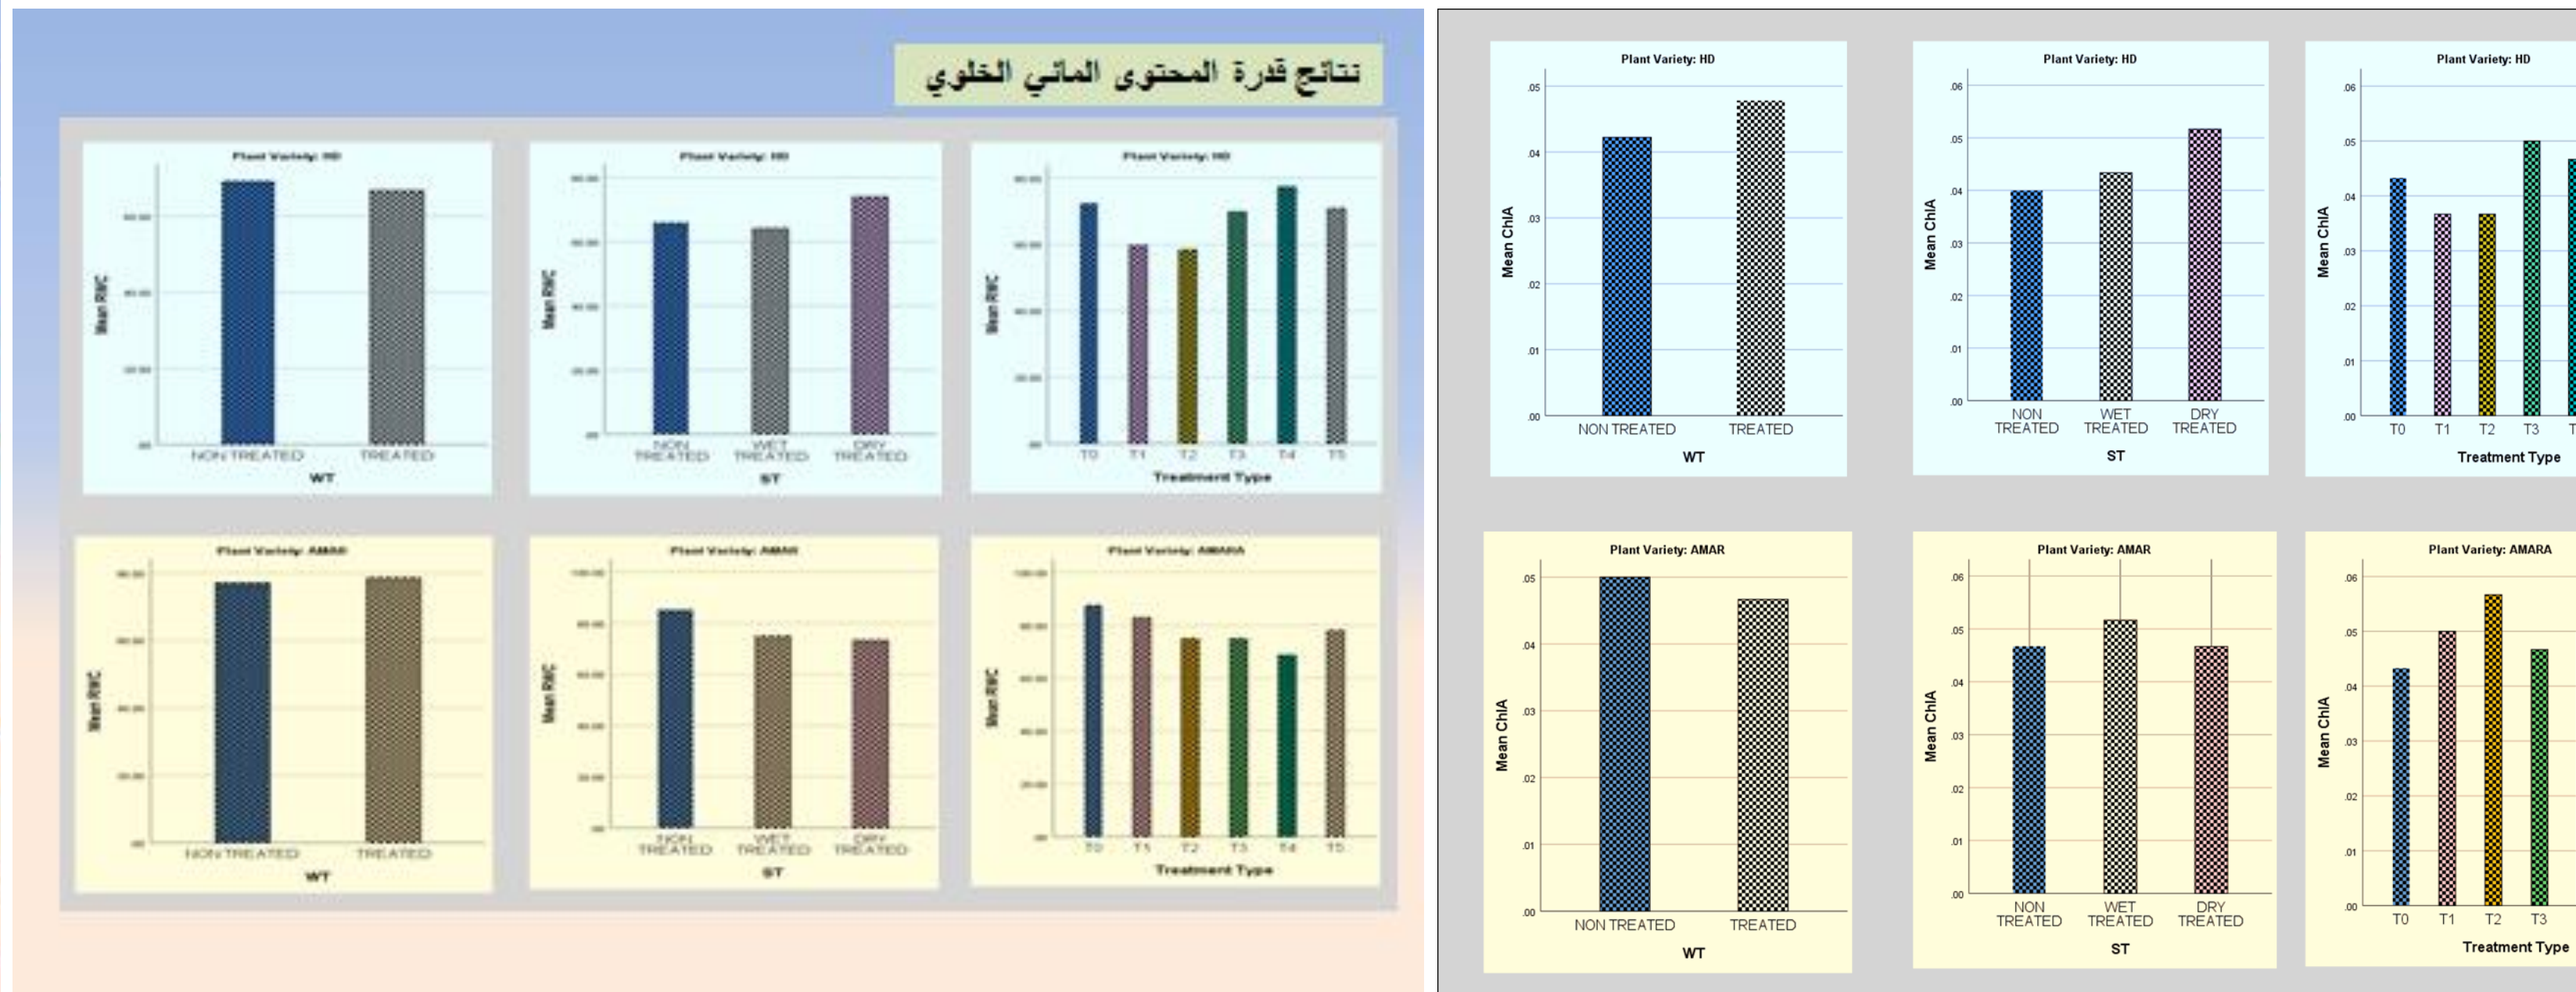 نتائج قدرة المحتوى المائي الخلوي
Plant Variety: HD
Mean RWC
NON TREATED
TREATED
WT
Plant Variety: HD
Mean RWC
NON TREATED
WET TREATED
DRY TREATED
ST
Plant Variety: HD
Mean RWC
T0 T1 T2 T3 T4 T5
Treatment Type
Plant Variety: AMAR
Mean RWC
NON TREATED
TREATED
WT
Plant Variety: AMAR
Mean RWC
NON TREATED
WET TREATED
DRY TREATED
ST
Plant Variety: AMARA
Mean RWC
T0 T1 T2 T3 T4 T5
Treatment Type
Plant Variety: HD
.05
.04
.03
.02
.01
.00
Mean ChlA
NON TREATED
TREATED
WT
Plant Variety: HD
.06
.05
.04
.03
.02
.01
.00
Mean ChlA
NON TREATED
WET TREATED
DRY TREATED
ST
Plant Variety: HD
.06
.05
.04
.03
.02
.01
.00
Mean ChlA
T0 T1 T2 T3
Treatment Type
Plant Variety: AMAR
.05
.04
.03
.02
.01
.00
Mean ChlA
NON TREATED
TREATED
WT
Plant Variety: AMAR
.06
.05
.04
.03
.02
.01
.00
Mean ChlA
NON TREATED
WET TREATED
DRY TREATED
ST
Plant Variety: AMARA
.06
.05
.04
.03
.02
.01
.00
Mean ChlA
T0 T1 T2 T3
Treatment Type